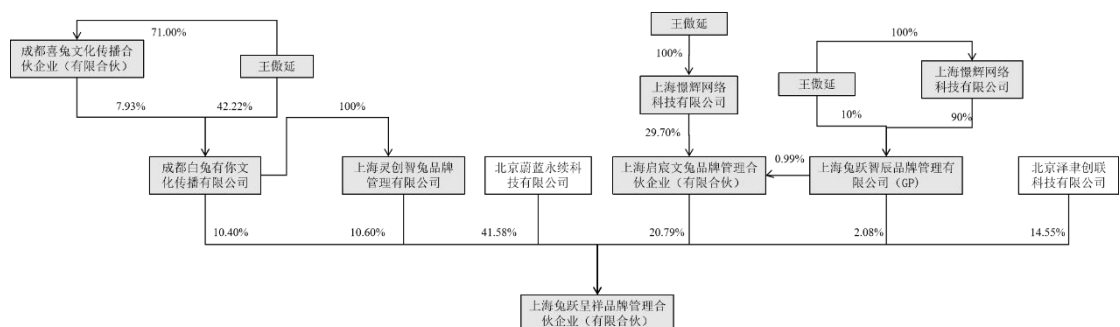 71.00%
成都喜兔文化传播合
伙企业（有限合伙）
王傲延
7.93%
42.22%
100%
成都白兔有你文
化传播有限公司
上海灵创智兔品牌
管理有限公司
北京蔚蓝永续科
技有限公司
王傲延
100%
上海憬辉网络
科技有限公司
29.70%
上海启宸文兔品牌管理合
伙企业（有限合伙）
0.99%
100%
王傲延
上海憬辉网络
科技有限公司
10%
90%
上海兔跃智辰品牌管理有
限公司（GP）
北京泽聿创联
科技有限公司
10.40%
10.60%
41.58%
20.79%
2.08%
14.55%
上海兔跃呈祥品牌管理合
伙企业（有限合伙）